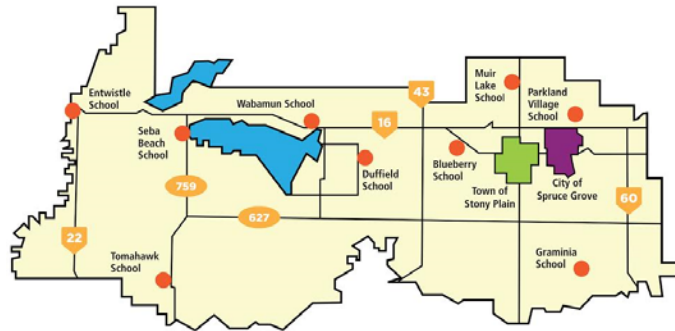 Entwistle
School
Wabamun School
43
Muir
Lake
School
Parkland
Village
School
16
Seba
Beach
School
Duffield
School
Blueberry
School
Town of
Stony Plain
City of
Spruce Grove
759
627
60
22
Tomahawk
School
Graminia
School